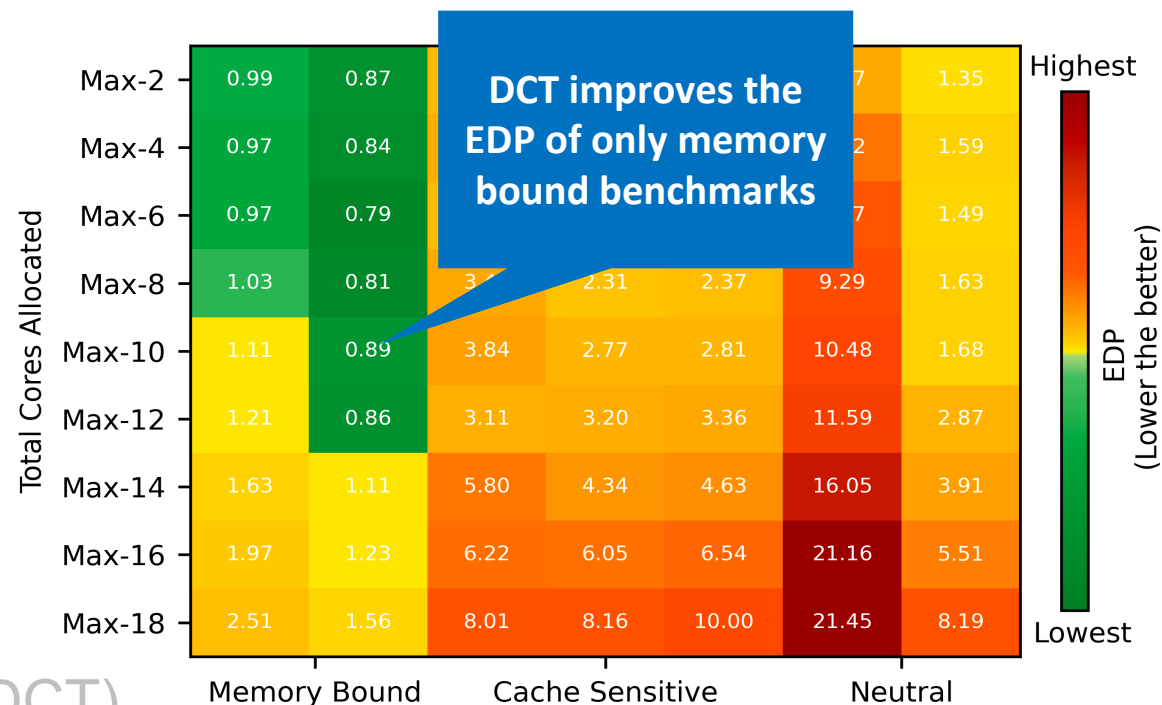 DCT improves the
EDP of only memory
bound benchmarks
Highest
Max-2 0.99 0.87 7 1.35
Max-4 0.97 0.84 2 1.59
Max-6 0.97 0.79 7 1.49
Max-8 1.03 0.81 2.31 2.37 9.29 1.63
Max-10 1.11 0.89 3.84 2.77 2.81 10.48 1.68
Max-12 1.21 0.86 3.11 3.20 3.36 11.59 2.87
Max-14 1.63 1.11 5.80 4.34 4.63 16.05 3.91
Max-16 1.97 1.23 6.22 6.05 6.54 21.16 5.51
Max-18 2.51 1.56 8.01 8.16 10.00 21.45 8.19
Lowest
Total Cores Allocated
EDP
(Lower the better)
Memory Bound Cache Sensitive Neutral
DCT)